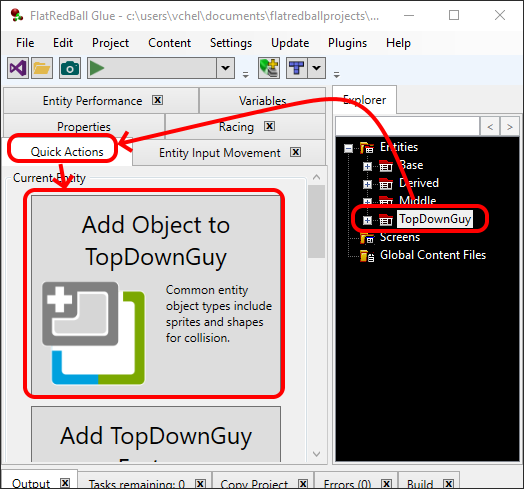 FlatRedBall Glue - c:\users\vchel\documents\flatredballprojects\...
File Edit Project Content Settings Update Plugins Help
Entity Performance Variables
Properties Racing
Quick Actions Entity Input Movement
Current Entity
Add Object to
TopDownGuy
Common entity
object types include
sprites and shapes
for collision.
Add TopDownGuy
Explorer
Entities
Base
Derived
Middle
TopDownGuy
Screens
Global Content Files
Output Tasks remaining: 0 Copy Project Errors (0) Build